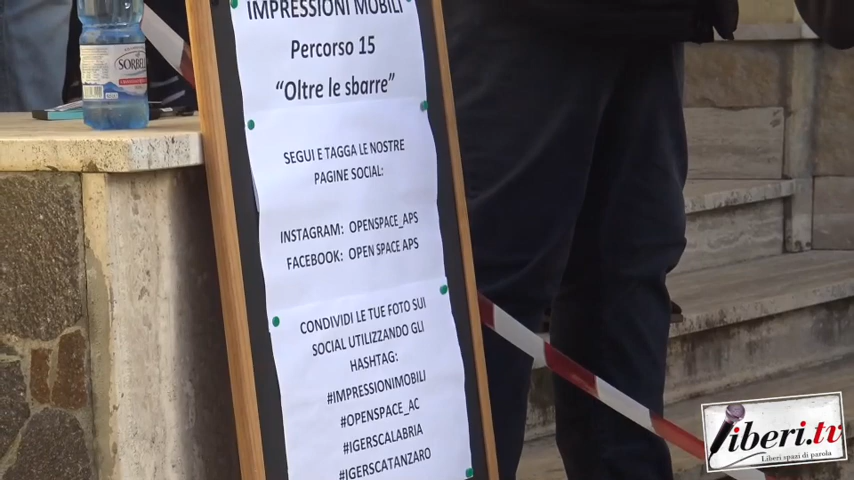 IMPRESSIONI MOBILI
Percorso 15
"Oltre le sbarre"
SEGUI E TAGGA LE NOSTRE
PAGINE SOCIAL:
INSTAGRAM: OPENSPACE_APS
FACEBOOK: OPEN SPACE APS
CONDIVIDI LE TUE FOTO SUI
SOCIAL UTILIZZANDO GLI
HASHTAG:
#IMPRESSIONIMOBILI
#OPENSPACE_AC
#IGERSCALABRIA
#IGERSCATANZARO
SORBELLO
liberi.tv
Liberi spazi di parola